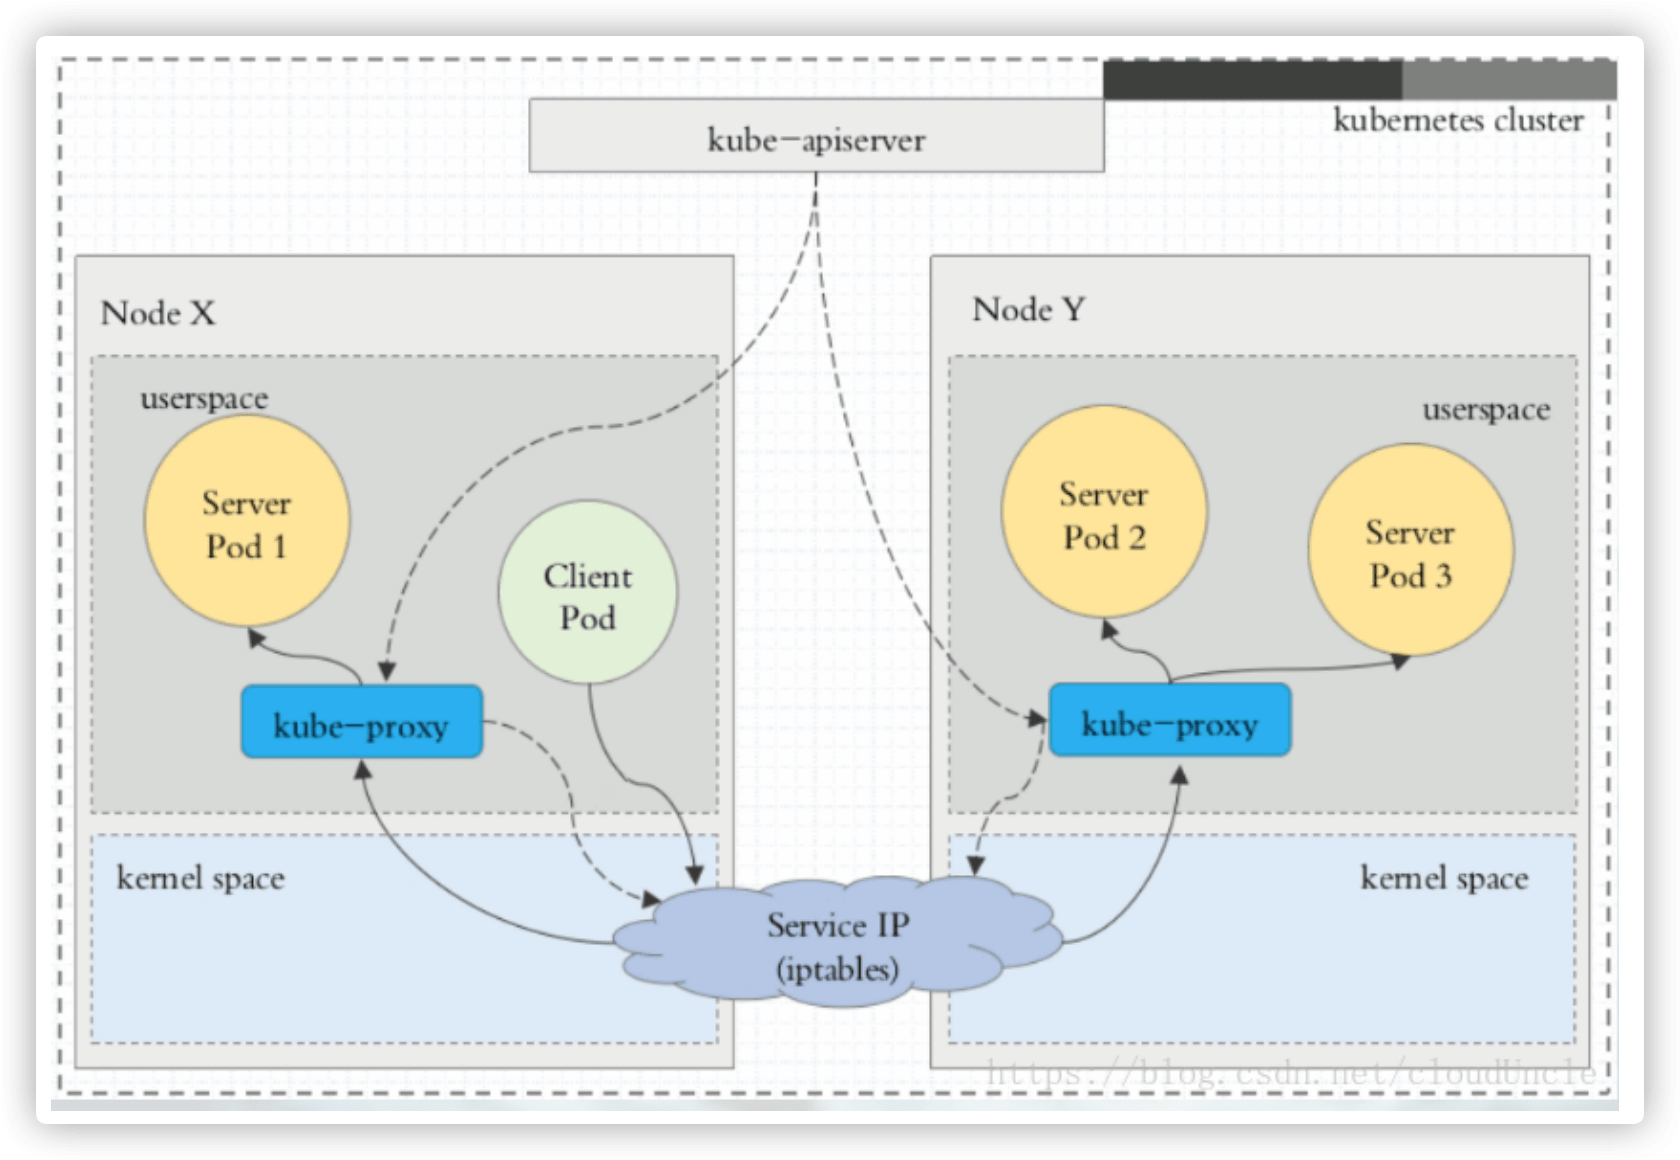 kube-apiserver
kubernetes cluster
Node X
userspace
Server
Pod 1
Client
Pod
kube-proxy
kernel space
Service IP
(iptables)
Node Y
userspace
Server
Pod 2
Server
Pod 3
kube-proxy
kernel space
https://blog.csdn.net/cloudUncle